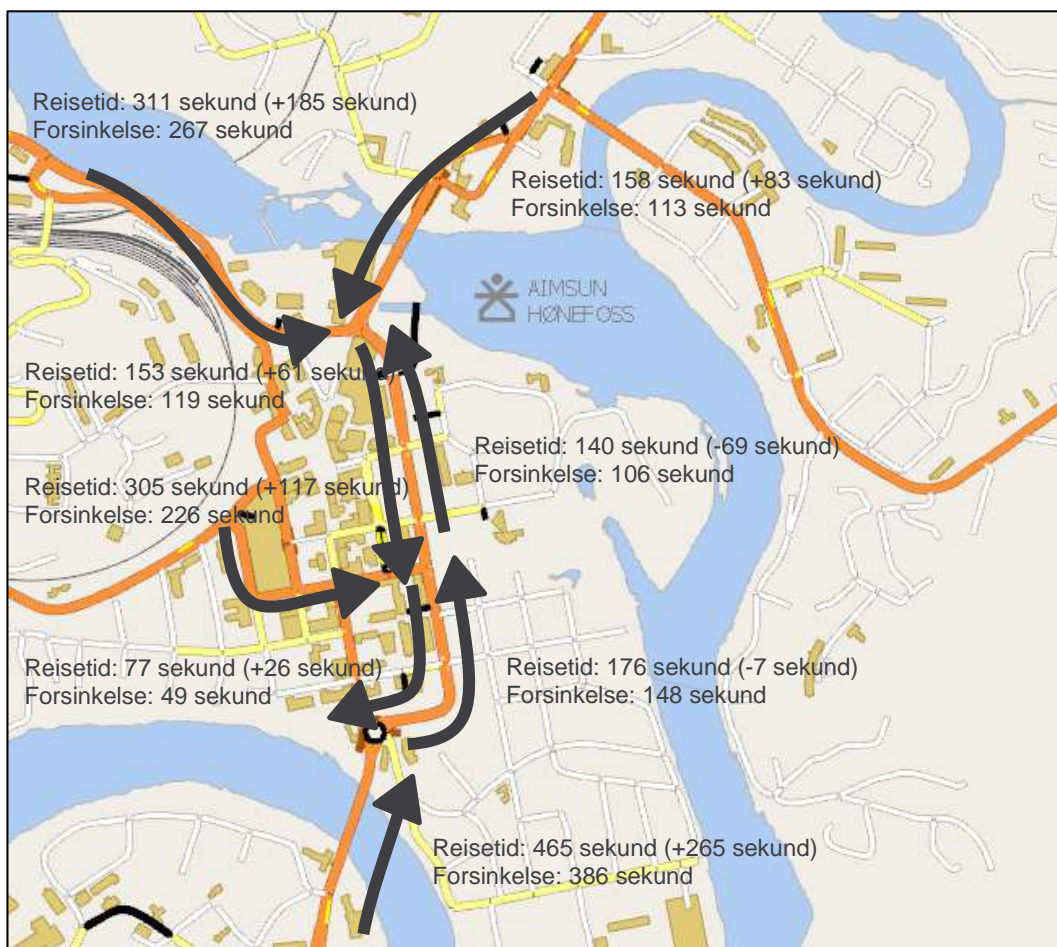 Reisetid: 311 sekund (+185 sekund)
Forsinkelse: 267 sekund
Reisetid: 158 sekund (+83 sekund)
Forsinkelse: 113 sekund
AIMSUN
HØNEFOSS
Reisetid: 153 sekund (+61 sekund)
Forsinkelse: 119 sekund
Reisetid: 140 sekund (-69 sekund)
Forsinkelse: 106 sekund
Reisetid: 305 sekund (+117 sekund)
Forsinkelse: 226 sekund
Reisetid: 77 sekund (+26 sekund)
Forsinkelse: 49 sekund
Reisetid: 176 sekund (-7 sekund)
Forsinkelse: 148 sekund
Reisetid: 465 sekund (+265 sekund)
Forsinkelse: 386 sekund